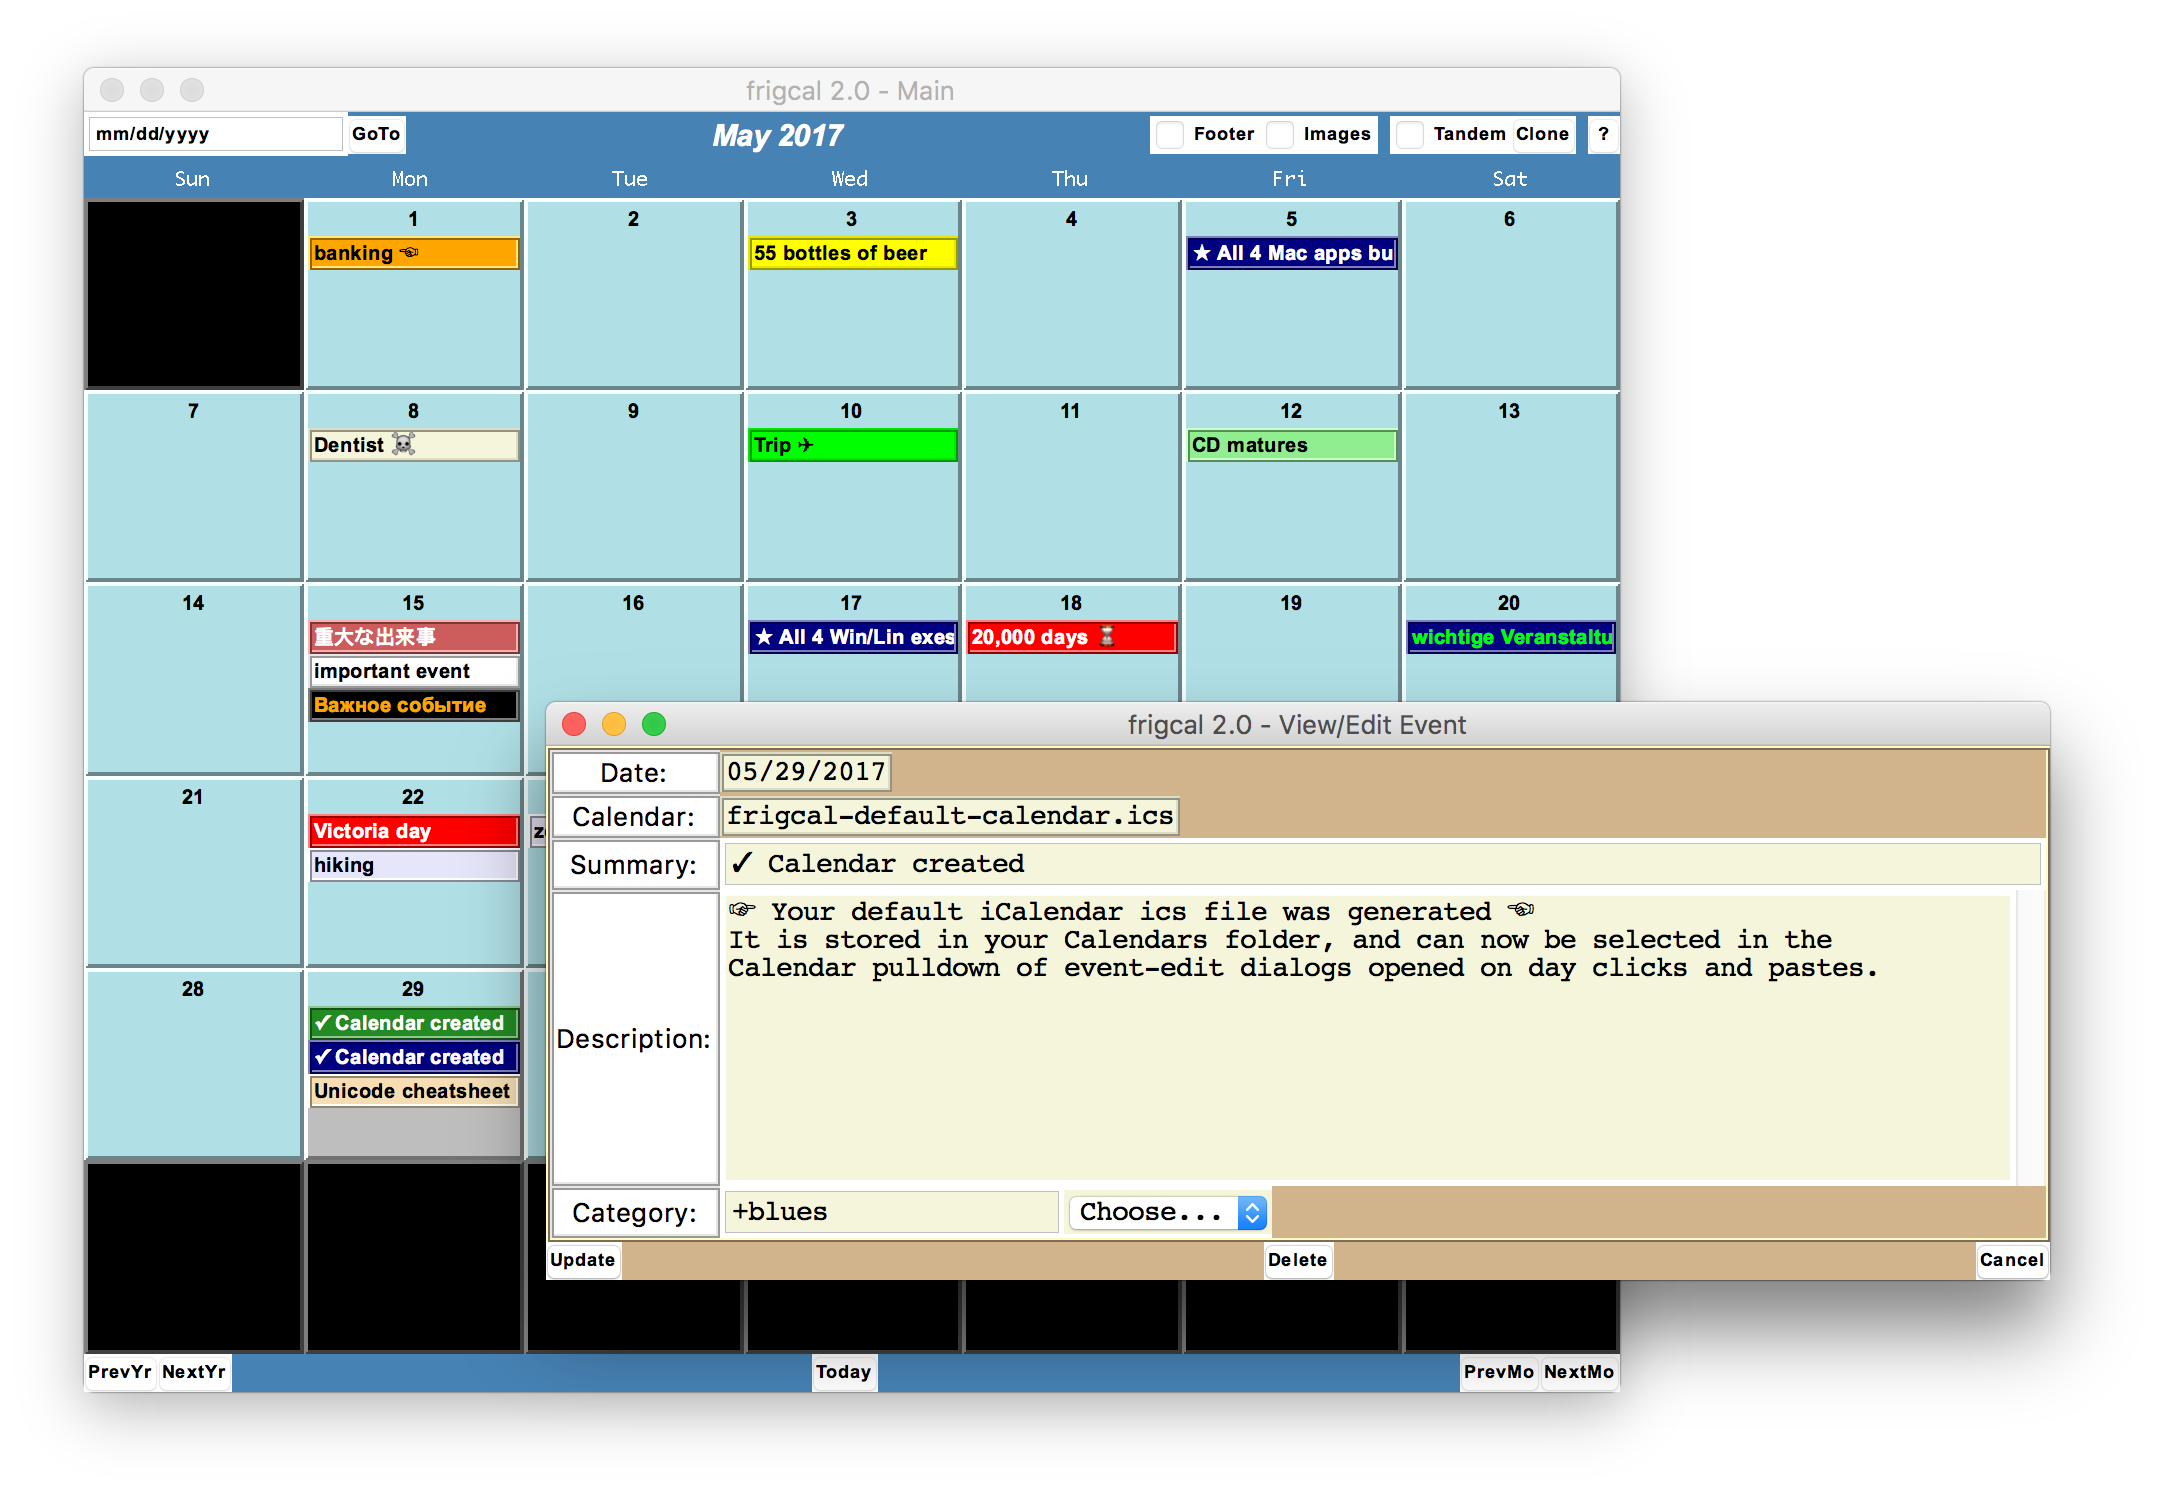 frigcal 2.0 - Main
mm/dd/yyyy GoTo May 2017 Footer Images Tandem Clone ?
Sun Mon Tue Wed Thu Fri Sat
1 2 3 4 5 6
banking ☜ 55 bottles of beer ★ All 4 Mac apps bu
7 8 9 10 11 12 13
Dentist ☠ Trip ✈ CD matures
14 15 16 17 18 19 20
重大な出来事 ★ All 4 Win/Lin exes 20,000 days ⏳ wichtige Veranstaltu
important event
Важное событие
21 22
Victoria day
hiking
28 29
✔ Calendar created
✔ Calendar created
Unicode cheatsheet
PrevYr NextYr Today PrevMo NextMo
frigcal 2.0 - View/Edit Event
Date: 05/29/2017
Calendar: frigcal-default-calendar.ics
Summary: ✓ Calendar created
Description: ☞ Your default iCalendar ics file was generated ☜
It is stored in your Calendars folder, and can now be selected in the
Calendar pulldown of event-edit dialogs opened on day clicks and pastes.
Category: +blues Choose...
Update Delete Cancel